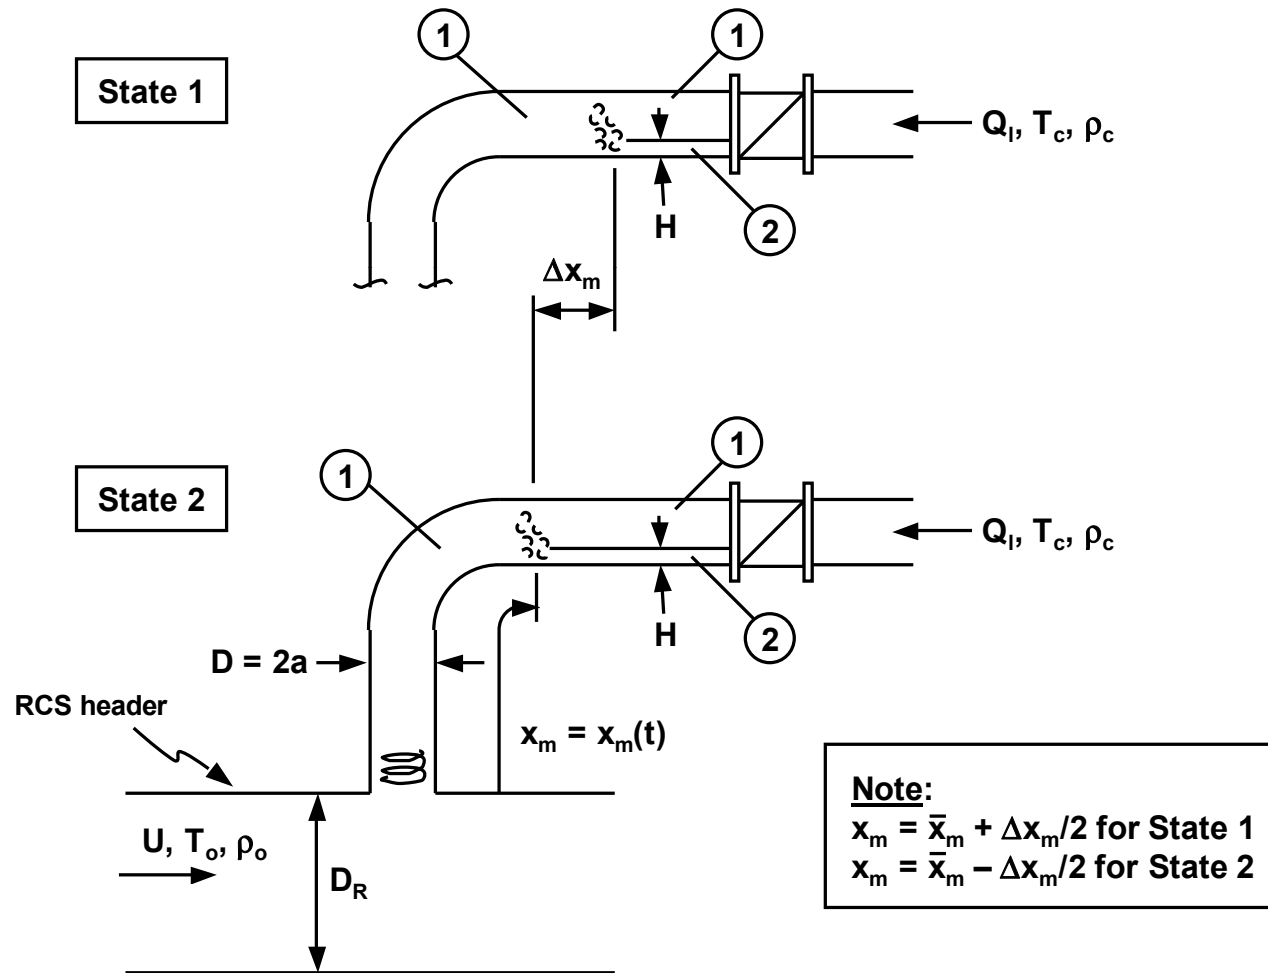 1
1
State 1
Qₗ, T_c, ρ_c
H
2
Δx_m
1
1
State 2
Qₗ, T_c, ρ_c
H
2
D = 2a
RCS header
x_m = x_m(t)
U, T_o, ρ_o
D_R
Note:
x_m = x̄_m + Δx_m/2 for State 1
x_m = x̄_m – Δx_m/2 for State 2